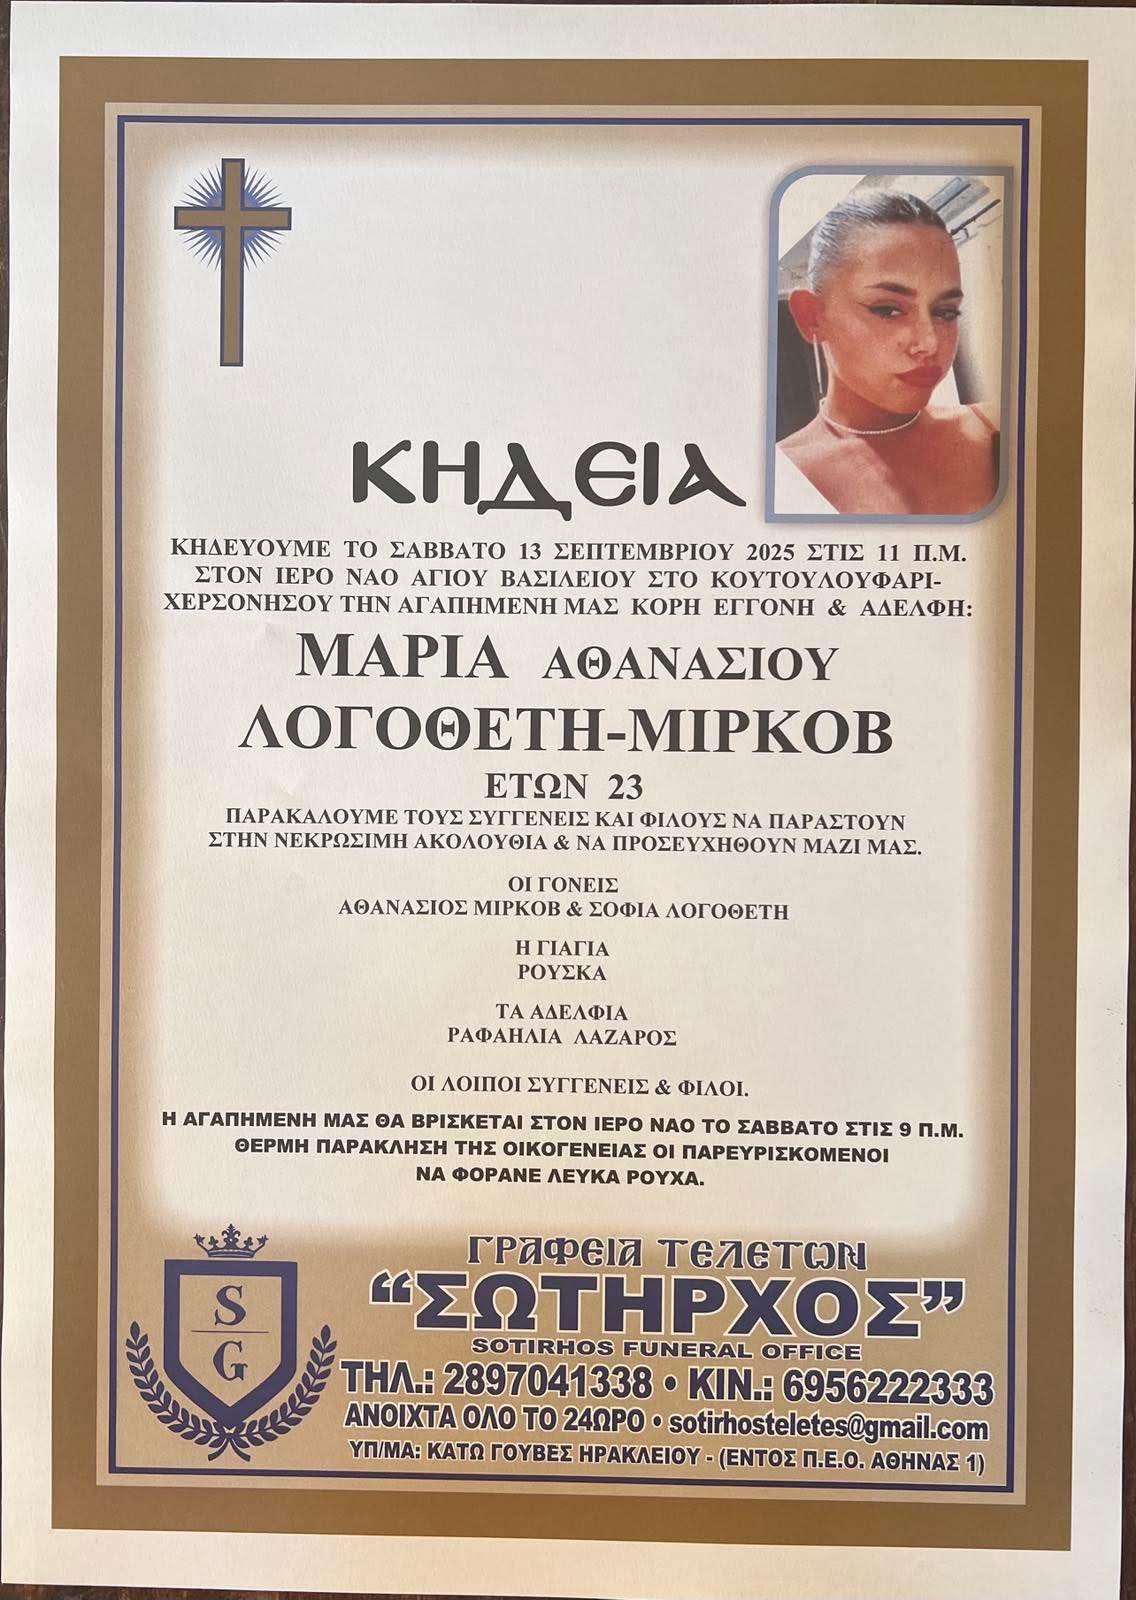 ΚΗΔΕΙΑ
ΚΗΔΕΥΟΥΜΕ ΤΟ ΣΑΒΒΑΤΟ 13 ΣΕΠΤΕΜΒΡΙΟΥ 2025 ΣΤΙΣ 11 Π.Μ.
ΣΤΟΝ ΙΕΡΟ ΝΑΟ ΑΓΙΟΥ ΒΑΣΙΛΕΙΟΥ ΣΤΟ ΚΟΥΤΟΥΛΟΥΦΑΡΙ-
ΧΕΡΣΟΝΗΣΟΥ ΤΗΝ ΑΓΑΠΗΜΕΝΗ ΜΑΣ ΚΟΡΗ ΕΓΓΟΝΗ & ΑΔΕΛΦΗ:
ΜΑΡΙΑ ΑΘΑΝΑΣΙΟΥ
ΛΟΓΟΘΕΤΗ-ΜΙΡΚΟΒ
ΕΤΩΝ 23
ΠΑΡΑΚΑΛΟΥΜΕ ΤΟΥΣ ΣΥΓΓΕΝΕΙΣ ΚΑΙ ΦΙΛΟΥΣ ΝΑ ΠΑΡΑΣΤΟΥΝ
ΣΤΗΝ ΝΕΚΡΩΣΙΜΗ ΑΚΟΛΟΥΘΙΑ & ΝΑ ΠΡΟΣΕΥΧΗΘΟΥΝ ΜΑΖΙ ΜΑΣ.
ΟΙ ΓΟΝΕΙΣ
ΑΘΑΝΑΣΙΟΣ ΜΙΡΚΟΒ & ΣΟΦΙΑ ΛΟΓΟΘΕΤΗ
Η ΓΙΑΓΙΑ
ΡΟΥΣΚΑ
ΤΑ ΑΔΕΛΦΙΑ
ΡΑΦΑΗΛΙΑ ΛΑΖΑΡΟΣ
ΟΙ ΛΟΙΠΟΙ ΣΥΓΓΕΝΕΙΣ & ΦΙΛΟΙ.
Η ΑΓΑΠΗΜΕΝΗ ΜΑΣ ΘΑ ΒΡΙΣΚΕΤΑΙ ΣΤΟΝ ΙΕΡΟ ΝΑΟ ΤΟ ΣΑΒΒΑΤΟ ΣΤΙΣ 9 Π.Μ.
ΘΕΡΜΗ ΠΑΡΑΚΛΗΣΗ ΤΗΣ ΟΙΚΟΓΕΝΕΙΑΣ ΟΙ ΠΑΡΕΥΡΙΣΚΟΜΕΝΟΙ
ΝΑ ΦΟΡΑΝΕ ΛΕΥΚΑ ΡΟΥΧΑ.
S
G
ΓΡΑΦΕΙΑ ΤΕΛΕΤΩΝ
“ΣΩΤΗΡΧΟΣ”
SOTIRHOS FUNERAL OFFICE
ΤΗΛ.: 2897041338 • ΚΙΝ.: 6956222333
ΑΝΟΙΧΤΑ ΟΛΟ ΤΟ 24ΩΡΟ • sotirhosteletes@gmail.com
ΥΠ/ΜΑ: ΚΑΤΩ ΓΟΥΒΕΣ ΗΡΑΚΛΕΙΟΥ - (ΕΝΤΟΣ Π.Ε.Ο. ΑΘΗΝΑΣ 1)